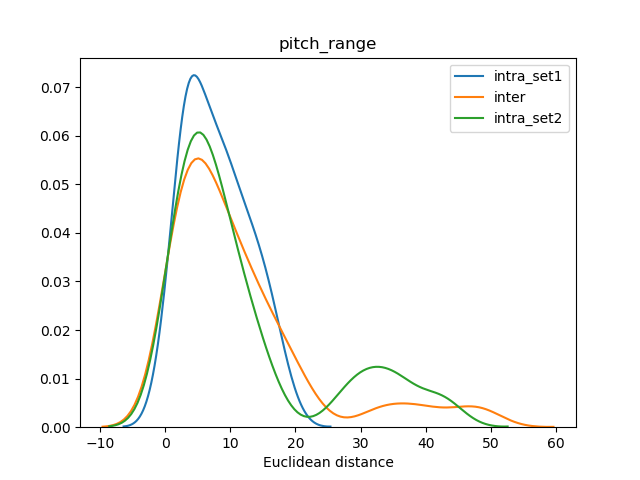 pitch_range
intra_set1
inter
intra_set2
0.07
0.06
0.05
0.04
0.03
0.02
0.01
0.00
−10 0 10 20 30 40 50 60
Euclidean distance